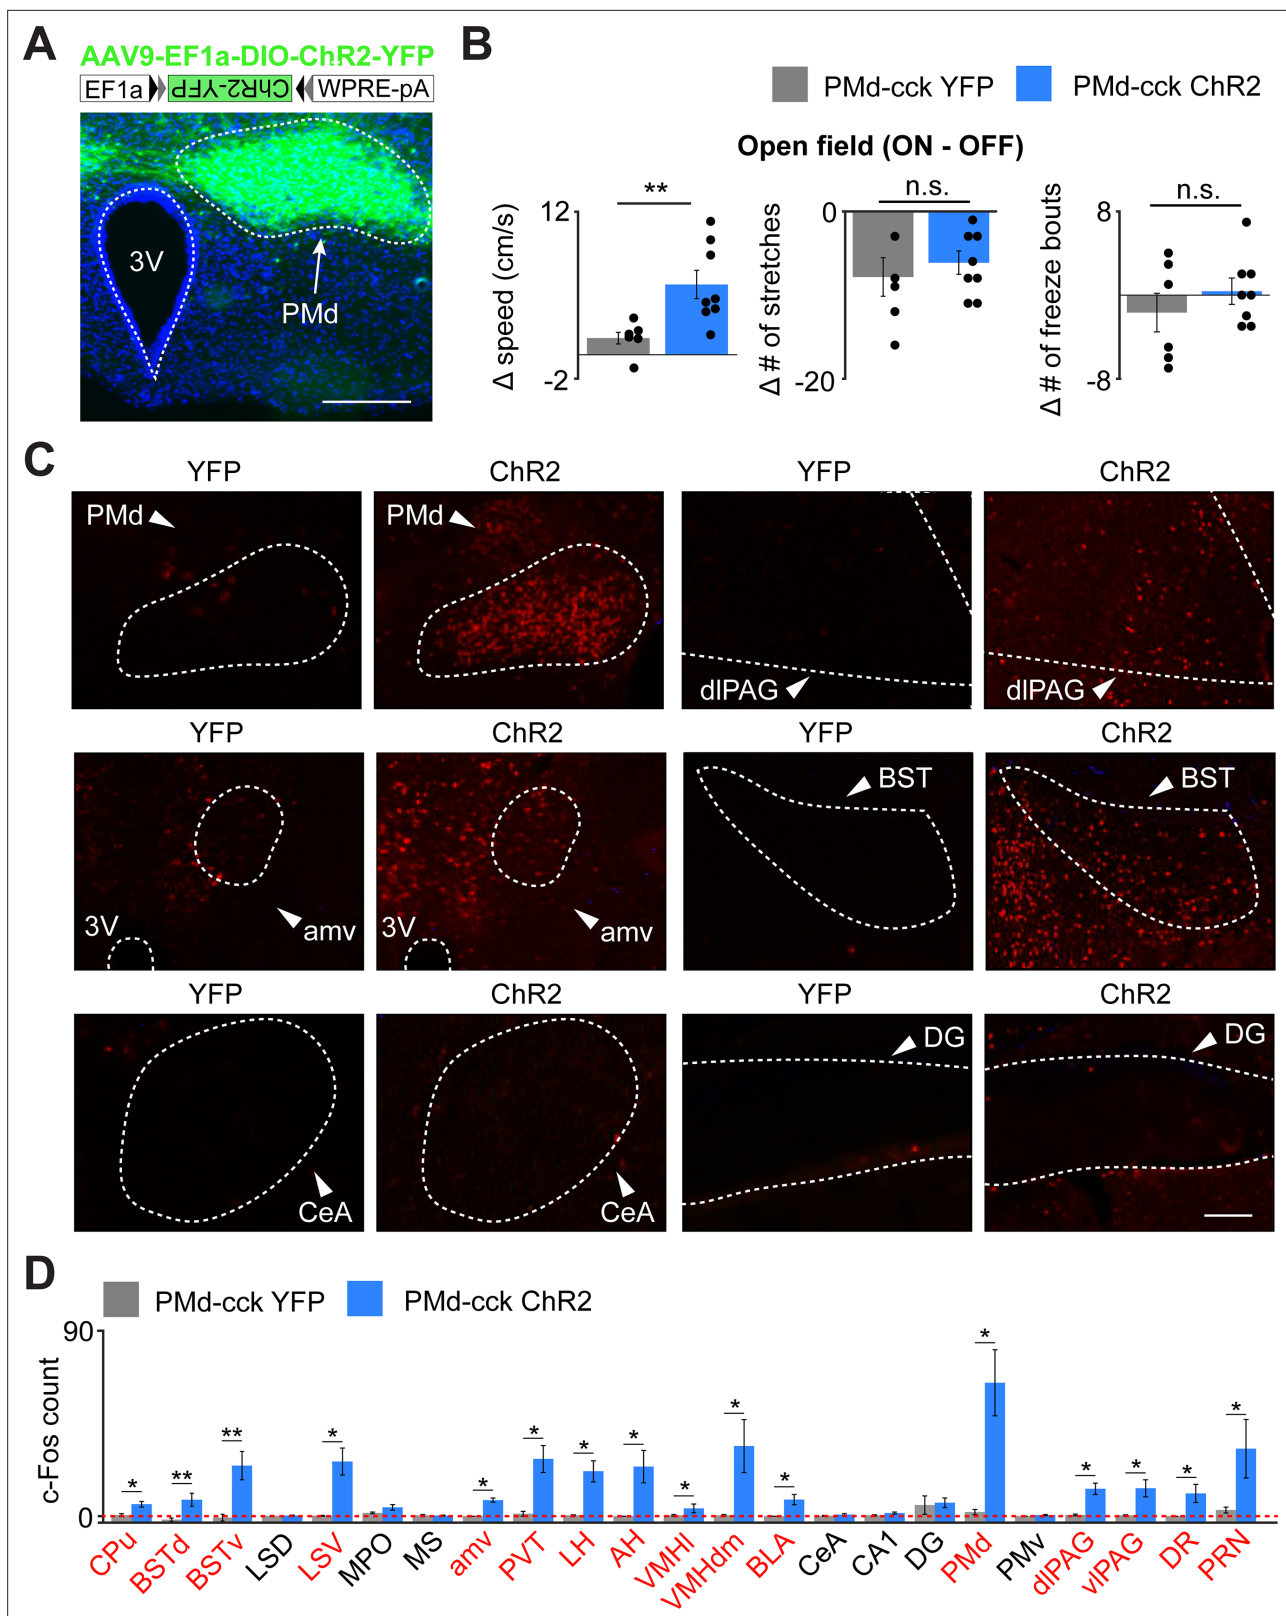 A
AAV9-EF1a-DIO-ChR2-YFP
EF1a ChR2-YFP WPRE-pA
3V
PMd
B
PMd-cck YFP PMd-cck ChR2
Open field (ON - OFF)
Δ speed (cm/s)
12
-2
**
Δ # of stretches
0
-20
n.s.
Δ # of freeze bouts
8
-8
n.s.
C
YFP ChR2 YFP ChR2
PMd PMd dlPAG dlPAG
YFP ChR2 YFP ChR2
3V amv 3V amv BST BST
YFP ChR2 YFP ChR2
CeA CeA DG DG
D
PMd-cck YFP PMd-cck ChR2
c-Fos count
90
0
* ** ** * * * * * * * * * * * * *
CPu BSTd BSTv LSD LSV MPO MS amv PVT LH AH VMHl VMHdm BLA CeA CA1 DG PMd PMv dlPAG vlPAG DR PRN